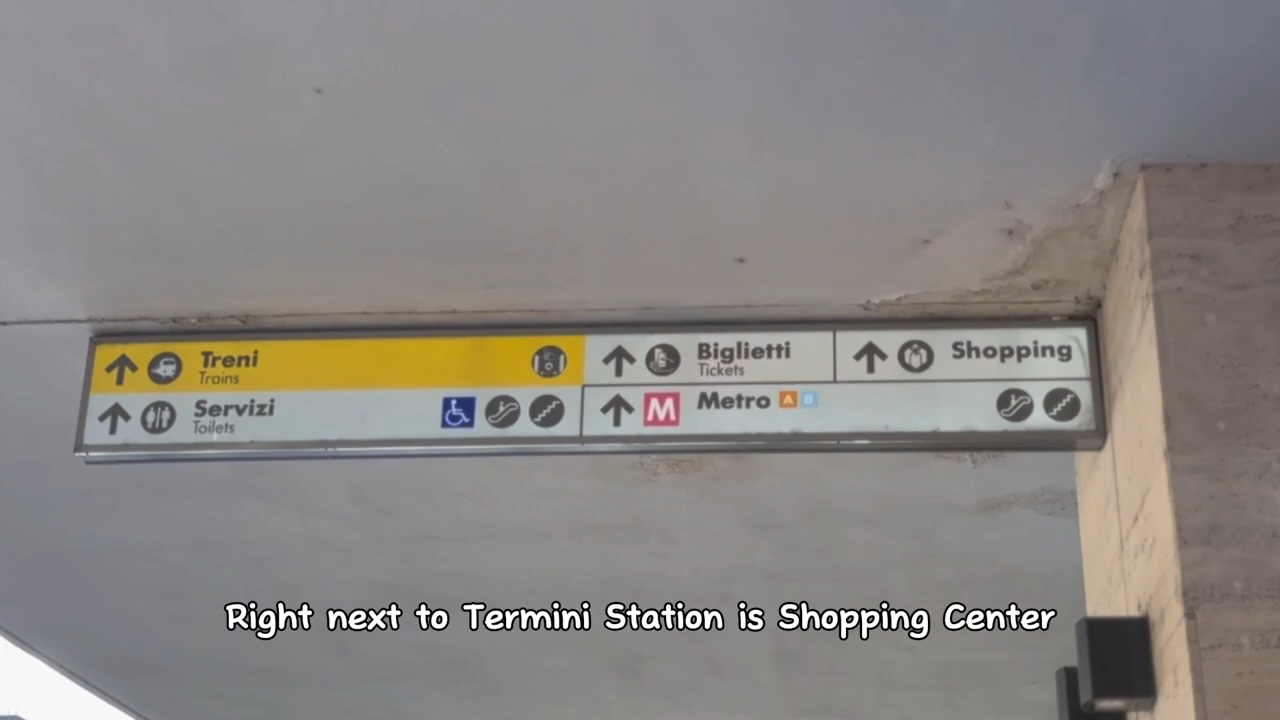 Treni
Trains
Servizi
Toilets
Biglietti
Tickets
Shopping
M Metro A B
Right next to Termini Station is Shopping Center